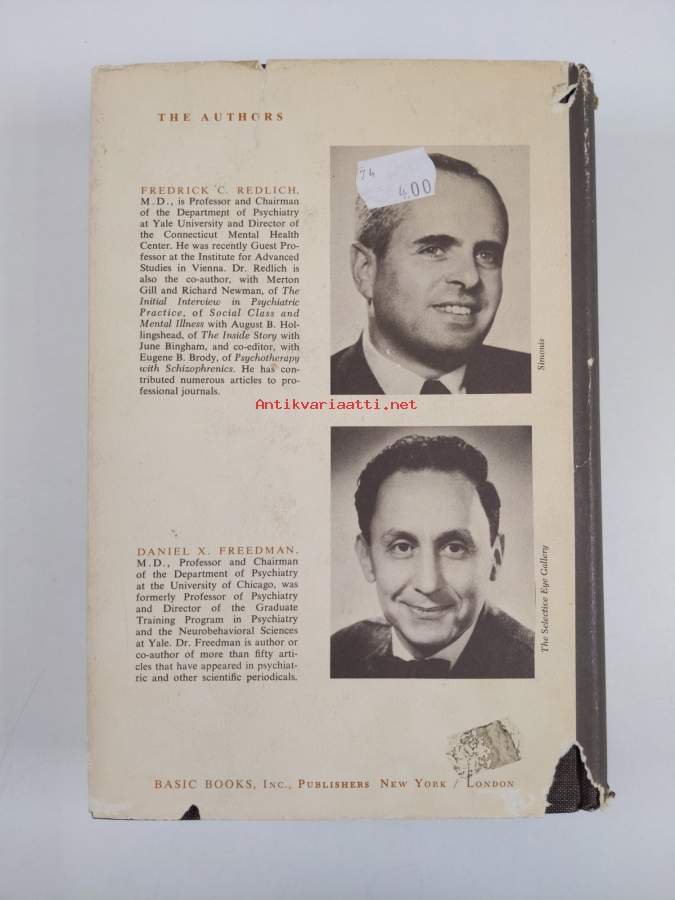 THE AUTHORS
FREDRICK C. REDLICH,
M.D., is Professor and Chairman
of the Department of Psychiatry
at Yale University and Director of
the Connecticut Mental Health
Center. He was recently Guest Pro-
fessor at the Institute for Advanced
Studies in Vienna. Dr. Redlich is
also the co-author, with Merton
Gill and Richard Newman, of The
Initial Interview in Psychiatric
Practice, of Social Class and
Mental Illness with August B. Hol-
lingshead, of The Inside Story with
June Bingham, and co-editor, with
Eugene B. Brody, of Psychotherapy
with Schizophrenics. He has con-
tributed numerous articles to pro-
fessional journals.
74
4.00
Simonis
Antikvariaatti.net
DANIEL X. FREEDMAN,
M.D., Professor and Chairman
of the Department of Psychiatry
at the University of Chicago, was
formerly Professor of Psychiatry
and Director of the Graduate
Training Program in Psychiatry
and the Neurobehavioral Sciences
at Yale. Dr. Freedman is author or
co-author of more than fifty arti-
cles that have appeared in psychiat-
ric and other scientific periodicals.
The Selective Eye Gallery
BASIC BOOKS, INC., PUBLISHERS NEW YORK / LONDON